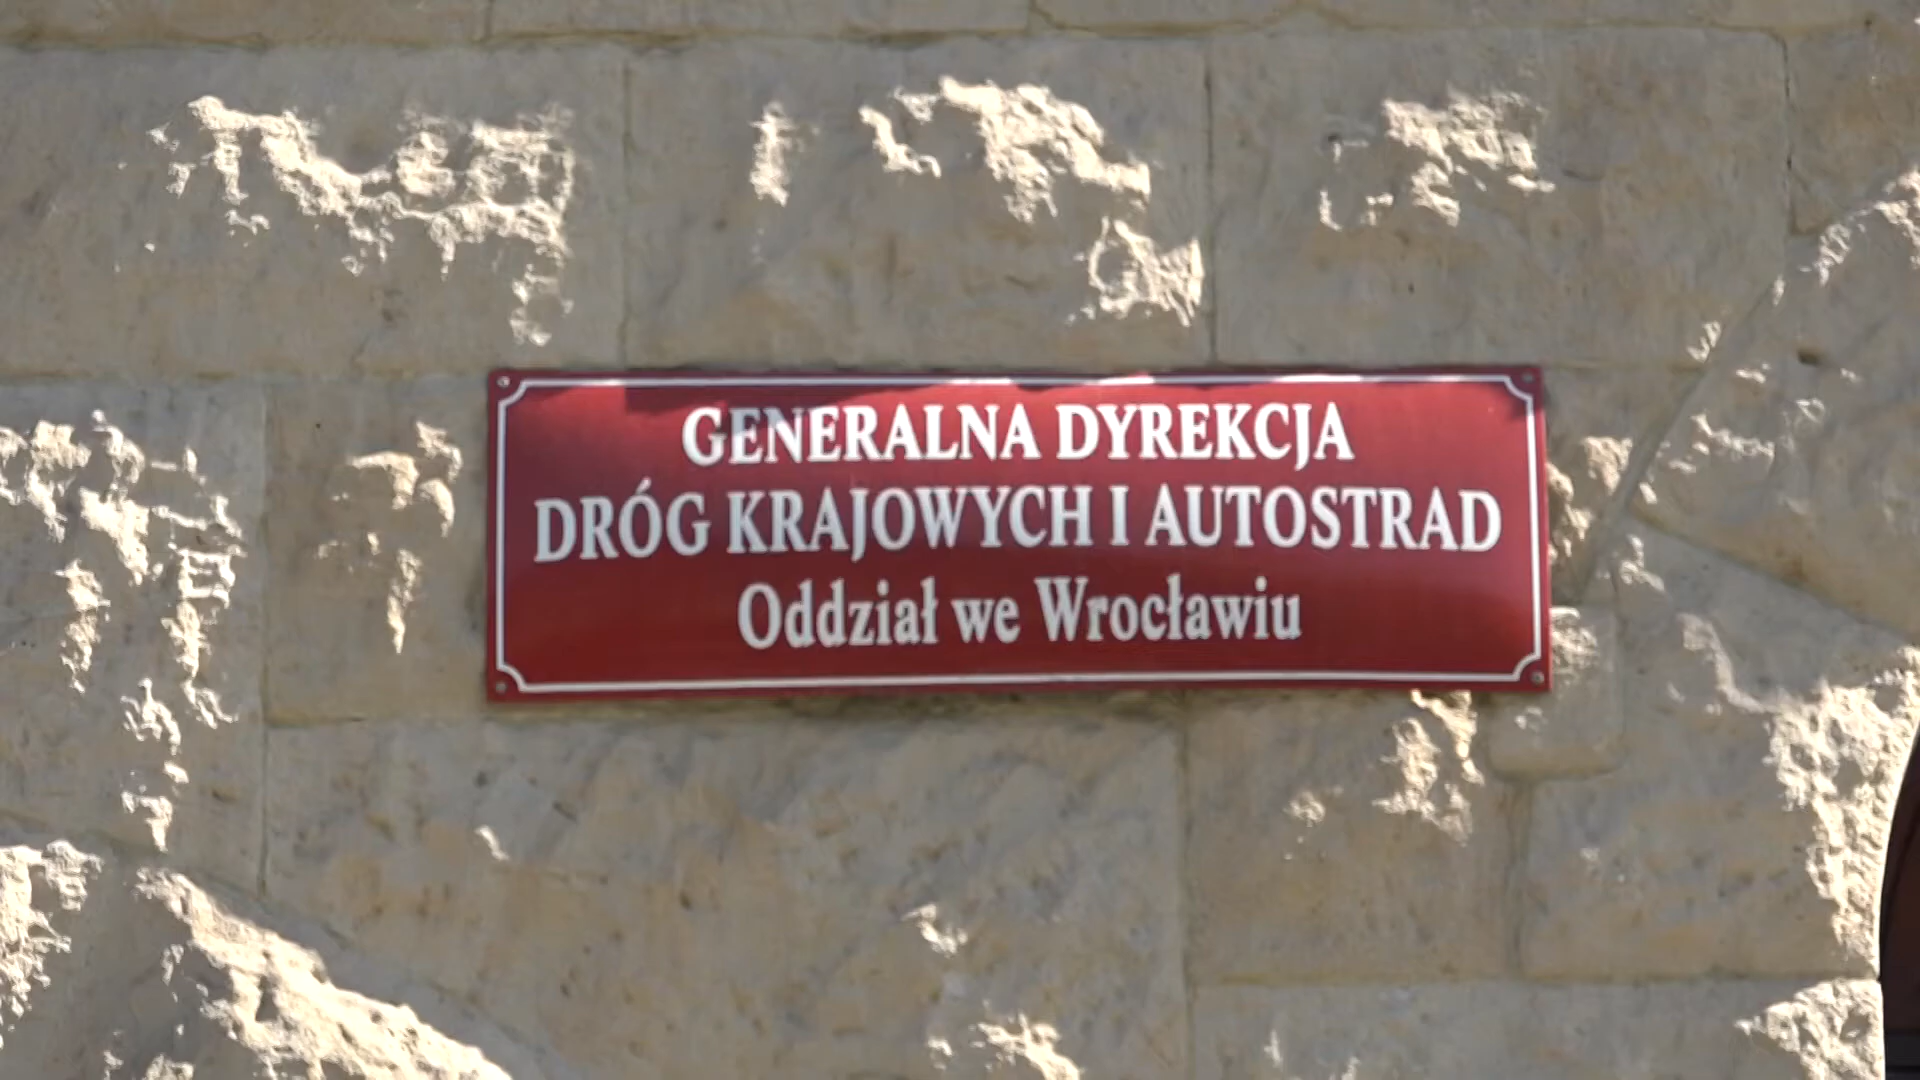 GENERALNA DYREKCJA
DRÓG KRAJOWYCH I AUTOSTRAD
Oddział we Wrocławiu